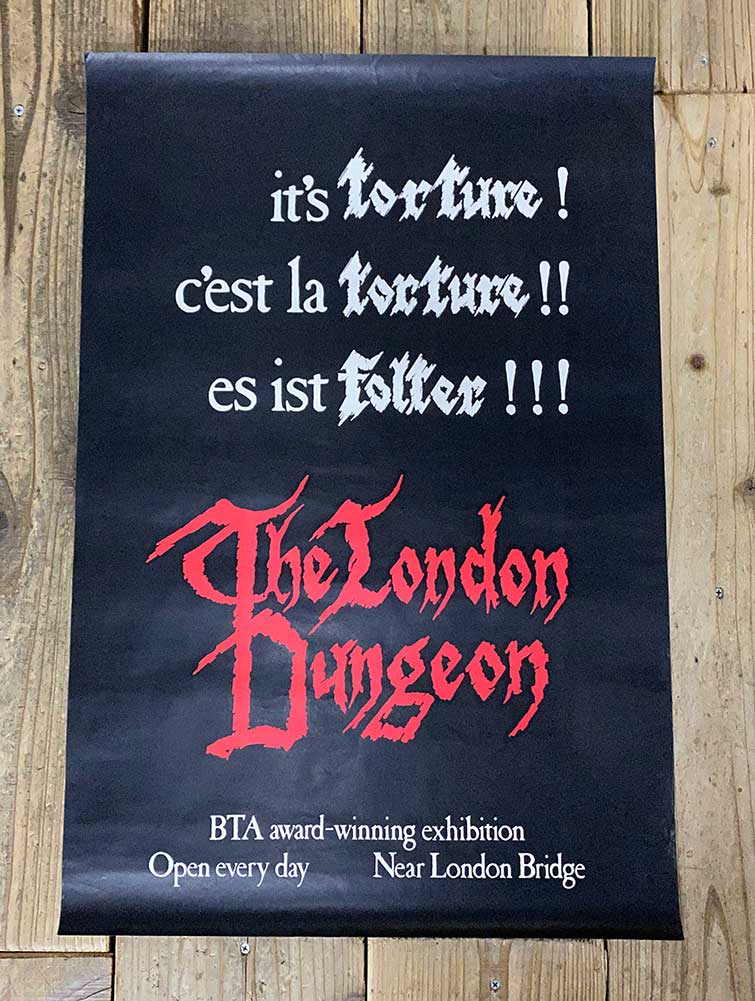 it's torture !
c'est la torture !!
es ist folter !!!
The London
Dungeon
BTA award-winning exhibition
Open every day Near London Bridge